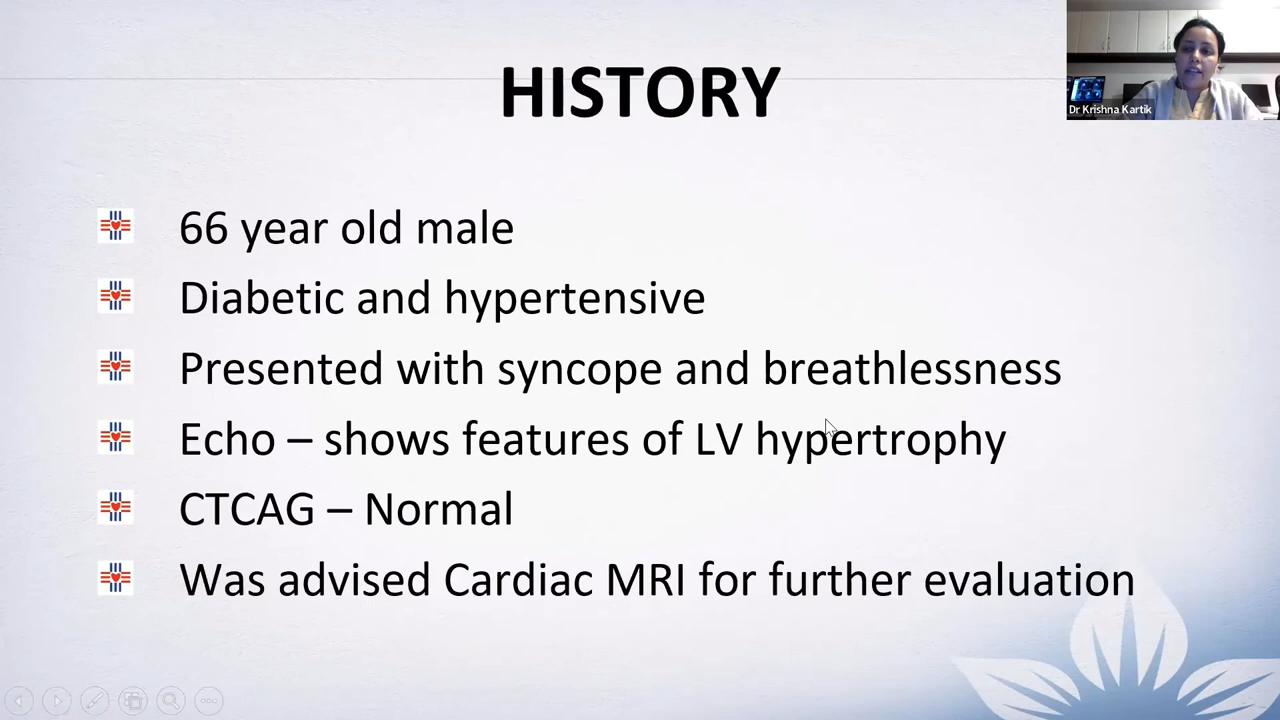 HISTORY
Dr Krishna Kartik
66 year old male
Diabetic and hypertensive
Presented with syncope and breathlessness
Echo – shows features of LV hypertrophy
CTCAG – Normal
Was advised Cardiac MRI for further evaluation